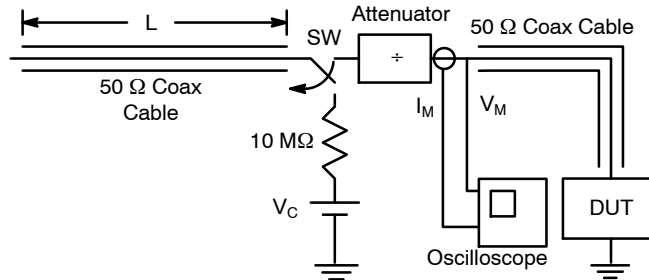 L
SW
Attenuator
÷
50 Ω Coax Cable
50 Ω Coax
Cable
I_M
V_M
10 MΩ
V_C
DUT
Oscilloscope